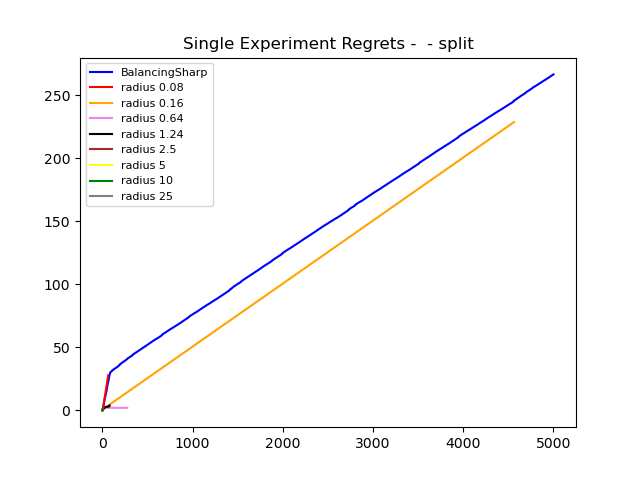 Single Experiment Regrets -  - split
BalancingSharp
radius 0.08
radius 0.16
radius 0.64
radius 1.24
radius 2.5
radius 5
radius 10
radius 25
250
200
150
100
50
0
0 1000 2000 3000 4000 5000